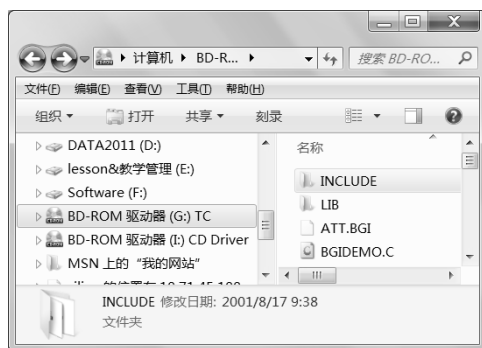 计算机 ▸ BD-R... ▸
搜索 BD-RO...
文件(F) 编辑(E) 查看(V) 工具(T) 帮助(H)
组织 打开 共享 刻录
DATA2011 (D:)
lesson&教学管理 (E:)
Software (F:)
BD-ROM 驱动器 (G:) TC
BD-ROM 驱动器 (I:) CD Driver
MSN 上的“我的网站”
名称
INCLUDE
LIB
ATT.BGI
BGIDEMO.C
INCLUDE 修改日期: 2001/8/17 9:38
文件夹